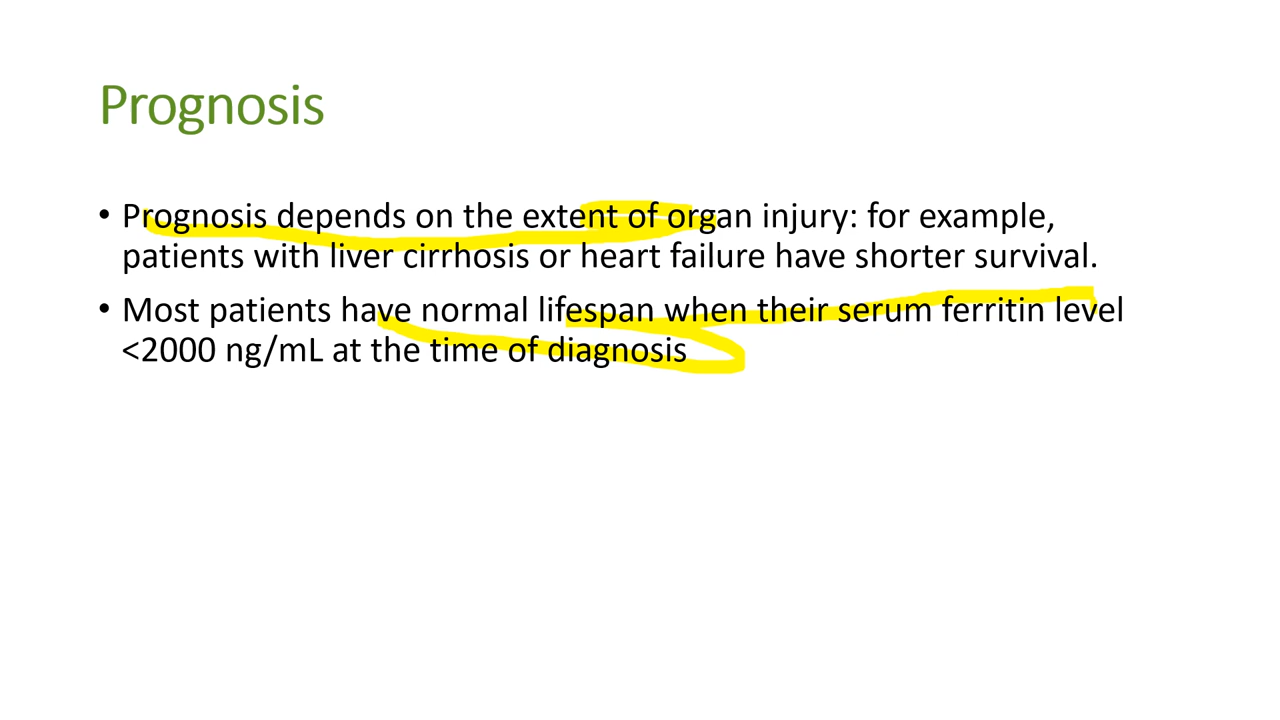 Prognosis
• Prognosis depends on the extent of organ injury: for example,
patients with liver cirrhosis or heart failure have shorter survival.
• Most patients have normal lifespan when their serum ferritin level
<2000 ng/mL at the time of diagnosis